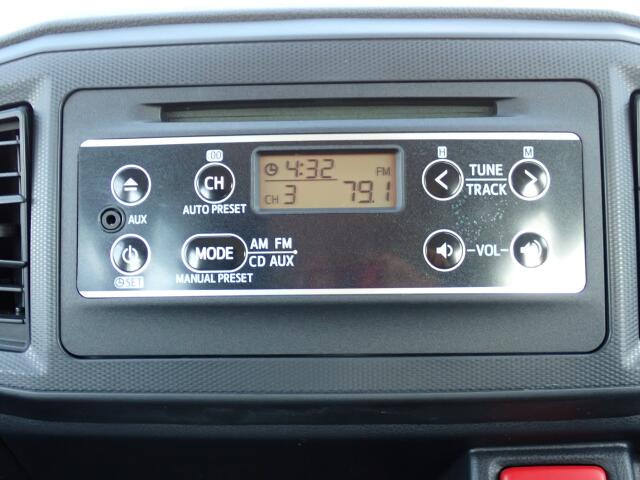 :00
H
M
4:32
FM
CH 3 79.1
CH
AUTO PRESET
TUNE
TRACK
AUX
MODE
AM FM
CD AUX
MANUAL PRESET
VOL
SET